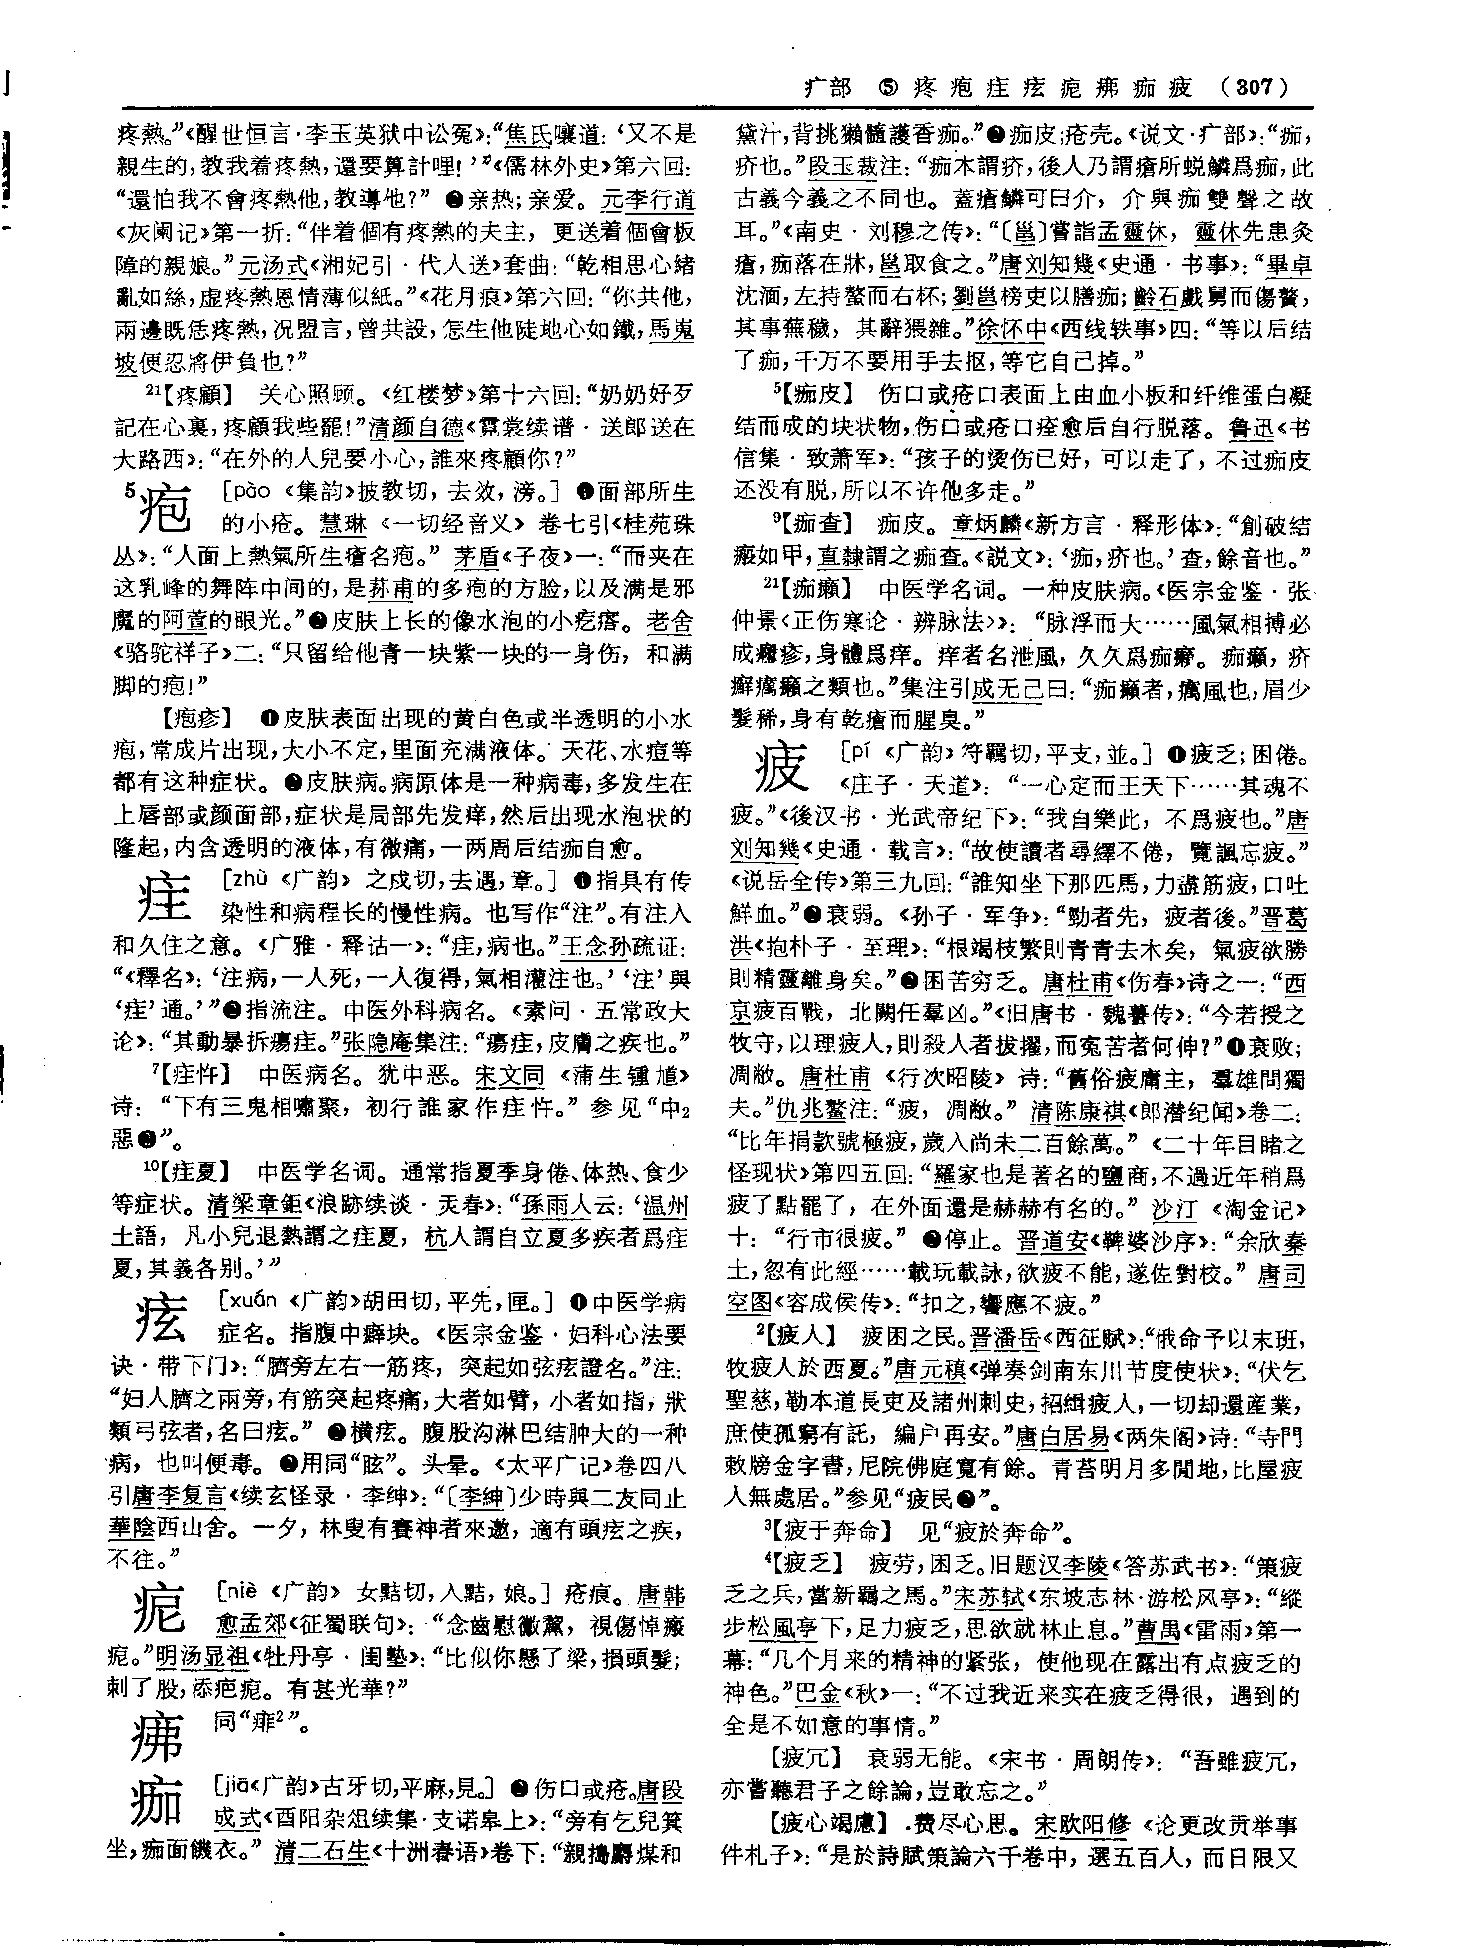 疒部 ⑤ 疼 疱 疰 痃 疪 疿 痂 疲 (307)
疼熱。”《醒世恒言·李玉英狱中讼冤》：“焦氏嚷道：‘又不是
親生的，教我着疼熱，還要算計哩！’”《儒林外史》第六回：
“還怕我不會疼熱他，教導他？” ❷亲热；亲爱。元李行道
《灰阑记》第一折：“伴着個有疼熱的夫主，更送着個會板
障的親娘。”元汤式《湘妃引·代人送》套曲：“乾相思心緒
亂如絲，虚疼熱恩情薄似紙。”《花月痕》第六回：“你共他，
兩邊既恁疼熱，况盟言，曾共設，怎生他陡地心如鐵，馬嵬
坡便忍將伊負也？”
21【疼顧】 关心照顾。《红楼梦》第十六回：“奶奶好歹
記在心裏，疼顧我些罷！”清颜自德《霓裳续谱·送郎送在
大路西》：“在外的人兒要小心，誰來疼顧你？”
5疱 [pào 《集韵》披教切，去效，滂。] ❶面部所生
的小疮。慧琳《一切经音义》卷七引《桂苑珠
丛》：“人面上熱氣所生瘡名疱。” 茅盾《子夜》一：“而夹在
这乳峰的舞阵中间的，是荪甫的多疱的方脸，以及满是邪
魔的阿萱的眼光。”❷皮肤上长的像水泡的小疙瘩。老舍
《骆驼祥子》二：“只留给他青一块紫一块的一身伤，和满
脚的疱！”
【疱疹】 ❶皮肤表面出现的黄白色或半透明的小水
疱，常成片出现，大小不定，里面充满液体。天花、水痘等
都有这种症状。❷皮肤病。病原体是一种病毒，多发生在
上唇部或颜面部，症状是局部先发痒，然后出现水泡状的
隆起，内含透明的液体，有微痛，一两周后结痂自愈。
疰 [zhù 《广韵》之戍切，去遇，章。] ❶指具有传
染性和病程长的慢性病。也写作“注”。有注入
和久住之意。《广雅·释诂一》：“疰，病也。”王念孙疏证：
“《釋名》：‘注病，一人死，一人復得，氣相灌注也。’‘注’與
‘疰’通。’”❷指流注。中医外科病名。《素问·五常政大
论》：“其動暴折瘍疰。”张隐庵集注：“瘍疰，皮膚之疾也。”
7【疰忤】 中医病名。犹中恶。宋文同《蒲生锺馗》
诗：“下有三鬼相嘯聚，初行誰家作疰忤。”参见“中2
惡❷”。
10【疰夏】 中医学名词。通常指夏季身倦、体热、食少
等症状。清梁章钜《浪跡续谈·灭春》：“孫雨人云：‘温州
土語，凡小兒退熱謂之疰夏，杭人謂自立夏多疾者爲疰
夏，其義各别。’”
痃 [xuán 《广韵》胡田切，平先，匣。] ❶中医学病
症名。指腹中癖块。《医宗金鉴·妇科心法要
诀·带下门》：“臍旁左右一筋疼，突起如弦痃證名。”注：
“妇人臍之兩旁，有筋突起疼痛，大者如臂，小者如指，狀
類弓弦者，名曰痃。” ❷横痃。腹股沟淋巴结肿大的一种
病，也叫便毒。❸用同“眩”。头晕。《太平广记》卷四八
引唐李复言《续玄怪录·李绅》：“〔李紳〕少時與二友同止
華陰西山舍。一夕，林叟有賽神者來邀，適有頭痃之疾，
不往。”
疪 [niè 《广韵》女黠切，入黠，娘。] 疮痕。唐韩
愈孟郊《征蜀联句》：“念齒慰黴黧，視傷悼瘢
疪。”明汤显祖《牡丹亭·闺塾》：“比似你懸了梁，損頭髮；
刺了股，添疤疪。有甚光華？”
疿 同“痱2”。
痂 [jiā《广韵》古牙切，平麻，見。] ❶伤口或疮。唐段
成式《酉阳杂俎续集·支诺皋上》：“旁有乞兒箕
坐，痂面饑衣。”清二石生《十洲春语》卷下：“親搗麝煤和
黛汁，背挑獺髓護香痂。”❷痂皮；疮壳。《说文·疒部》：“痂，
疥也。”段玉裁注：“痂本謂疥，後人乃謂瘡所蜕鱗爲痂，此
古義今義之不同也。蓋瘡鱗可曰介，介與痂雙聲之故
耳。”《南史·刘穆之传》：“〔邕〕嘗詣孟靈休，靈休先患灸
瘡，痂落在牀，邕取食之。”唐刘知幾《史通·书事》：“畢卓
沈湎，左持螯而右杯；劉邕榜吏以膳痂；齡石戲舅而傷贅，
其事蕪穢，其辭猥雜。”徐怀中《西线轶事》四：“等以后结
了痂，千万不要用手去抠，等它自己掉。”
5【痂皮】 伤口或疮口表面上由血小板和纤维蛋白凝
结而成的块状物，伤口或疮口痊愈后自行脱落。鲁迅《书
信集·致萧军》：“孩子的烫伤已好，可以走了，不过痂皮
还没有脱，所以不许他多走。”
9【痂查】 痂皮。章炳麟《新方言·释形体》：“創破结
瘢如甲，直隸謂之痂查。《説文》：‘痂，疥也。’查，餘音也。”
21【痂癩】 中医学名词。一种皮肤病。《医宗金鉴·张
仲景〈正伤寒论·辨脉法〉》：“脉浮而大……風氣相搏必
成癮疹，身體爲痒。痒者名泄風，久久爲痂癩。痂癩，疥
癬癘癩之類也。”集注引成无己曰：“痂癩者，癘風也，眉少
髮稀，身有乾瘡而腥臭。”
疲 [pí 《广韵》符羈切，平支，並。] ❶疲乏；困倦。
《庄子·天道》：“一心定而王天下……其魂不
疲。”《後汉书·光武帝纪下》：“我自樂此，不爲疲也。”唐
刘知幾《史通·载言》：“故使讀者尋繹不倦，覽諷忘疲。”
《说岳全传》第三九回：“誰知坐下那匹馬，力盡筋疲，口吐
鮮血。”❷衰弱。《孙子·军争》：“勁者先，疲者後。”晋葛
洪《抱朴子·至理》：“根竭枝繁則青青去木矣，氣疲欲勝
則精靈離身矣。”❸困苦穷乏。唐杜甫《伤春》诗之一：“西
京疲百戰，北闕任羣凶。”《旧唐书·魏謩传》：“今若授之
牧守，以理疲人，則殺人者拔擢，而冤苦者何伸？”❹衰败；
凋敝。唐杜甫《行次昭陵》诗：“舊俗疲庸主，羣雄問獨
夫。”仇兆鳌注：“疲，凋敝。” 清陈康祺《郎潜纪闻》卷二：
“比年捐款號極疲，歲入尚未二百餘萬。”《二十年目睹之
怪现状》第四五回：“羅家也是著名的鹽商，不過近年稍爲
疲了點罷了，在外面還是赫赫有名的。” 沙汀《淘金记》
十：“行市很疲。” ❺停止。晋道安《鞞婆沙序》：“余欣秦
土，忽有此經……載玩載詠，欲疲不能，遂佐對校。” 唐司
空图《容成侯传》：“扣之，響應不疲。”
2【疲人】 疲困之民。晋潘岳《西征赋》：“俄命予以末班，
牧疲人於西夏。”唐元稹《弹奏剑南东川节度使状》：“伏乞
聖慈，勒本道長吏及諸州刺史，招缉疲人，一切却還産業，
庶使孤窮有託，編户再安。”唐白居易《两朱阁》诗：“寺門
敕牓金字書，尼院佛庭寬有餘。青苔明月多閒地，比屋疲
人無處居。”参见“疲民❷”。
3【疲于奔命】 见“疲於奔命”。
4【疲乏】 疲劳，困乏。旧题汉李陵《答苏武书》：“策疲
乏之兵，當新羈之馬。”宋苏轼《东坡志林·游松风亭》：“縱
步松風亭下，足力疲乏，思欲就林止息。”曹禺《雷雨》第一
幕：“几个月来的精神的紧张，使他现在露出有点疲乏的
神色。”巴金《秋》一：“不过我近来实在疲乏得很，遇到的
全是不如意的事情。”
【疲冗】 衰弱无能。《宋书·周朗传》：“吾雖疲冗，
亦嘗聽君子之餘論，豈敢忘之。”
【疲心竭慮】 费尽心思。宋欧阳修《论更改贡举事
件札子》：“是於詩賦策論六千卷中，選五百人，而日限又